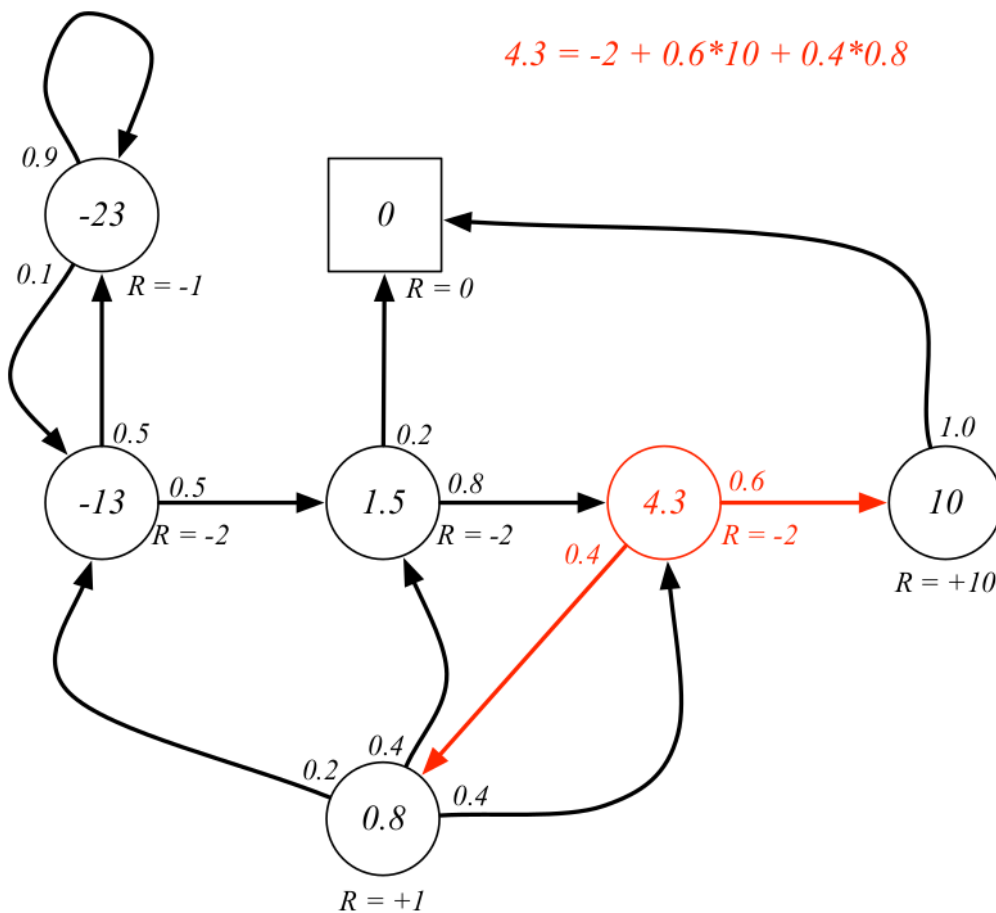 4.3 = -2 + 0.6*10 + 0.4*0.8
0.9
-23
0
0.1
R = -1
R = 0
0.5
0.2
1.0
-13
0.5
1.5
0.8
4.3
0.6
10
R = -2
R = -2
0.4
R = -2
R = +10
0.4
0.2
0.4
0.8
R = +1